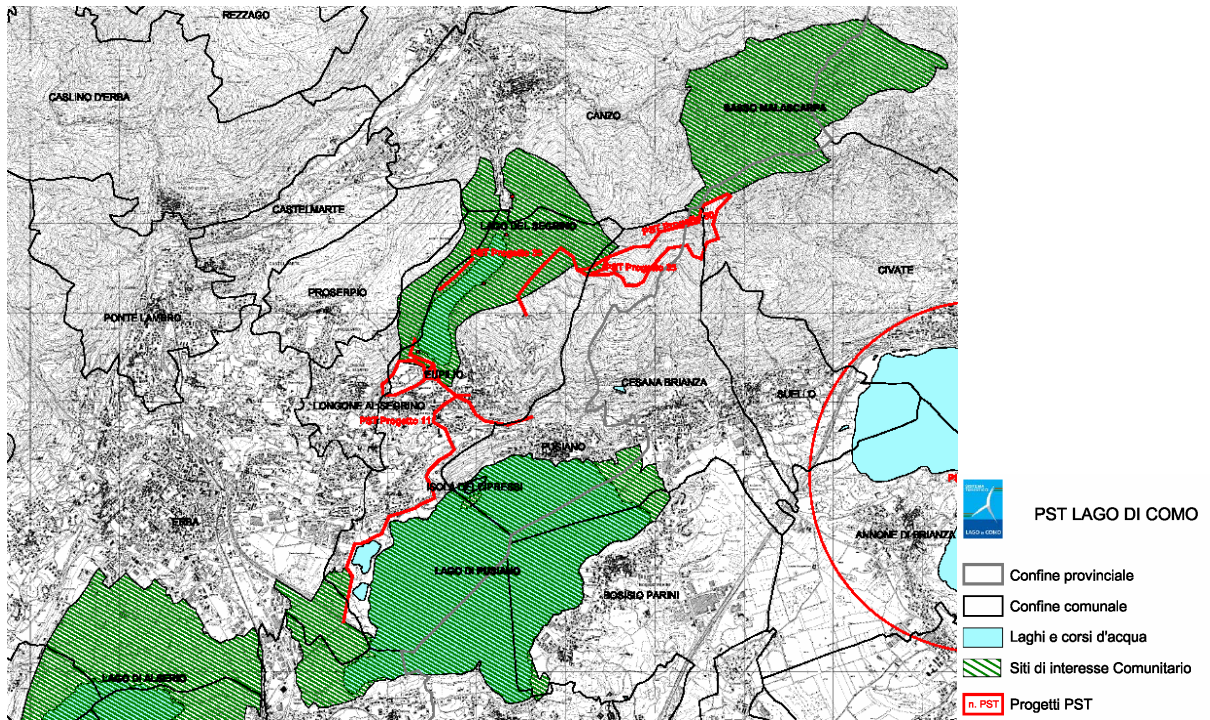 REZZAGO
CASLINO D'ERBA
CANZO
SASSO MALASCARPA
CASTELMARTE
LAGO DEL SEGRINO
PST Progetto
PST Progetto 35
CIVATE
PROSERPIO
PONTE LAMBRO
EUPILIO
CESANA BRIANZA
SUELLO
LONGONE AL SEGRINO
PST Progetto 11
PUSIANO
ISOLA DEI CIPRESSI
ERBA
ANNONE DI BRIANZA
LAGO DI PUSIANO
BOSISIO PARINI
LAGO DI ALSERIO
LAGO di COMO
PST LAGO DI COMO
Confine provinciale
Confine comunale
Laghi e corsi d'acqua
Siti di interesse Comunitario
n. PST Progetti PST